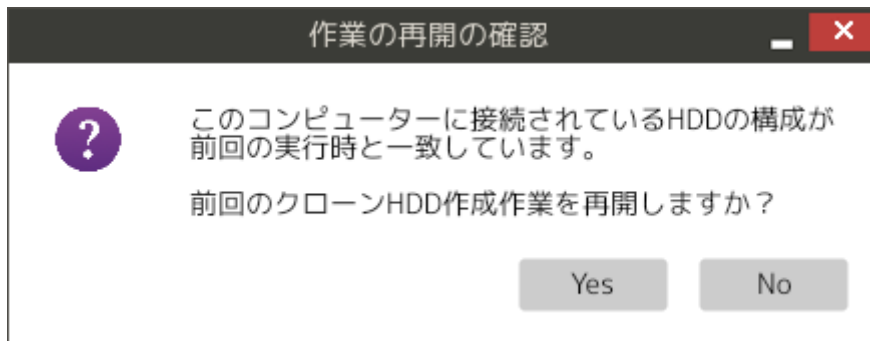 作業の再開の確認
このコンピューターに接続されているHDDの構成が
前回の実行時と一致しています。
前回のクローンHDD作成作業を再開しますか？
Yes No